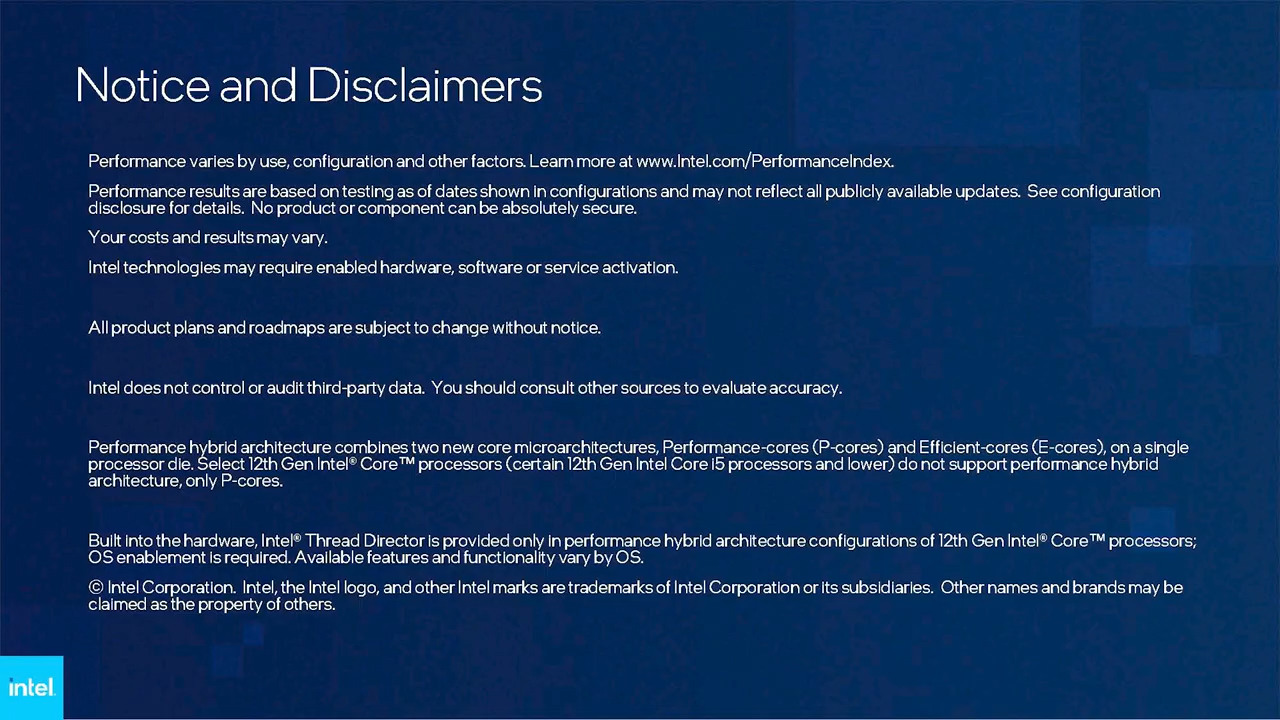 Notice and Disclaimers
Performance varies by use, configuration and other factors. Learn more at www.Intel.com/PerformanceIndex.
Performance results are based on testing as of dates shown in configurations and may not reflect all publicly available updates.  See configuration
disclosure for details.  No product or component can be absolutely secure.
Your costs and results may vary.
Intel technologies may require enabled hardware, software or service activation.
All product plans and roadmaps are subject to change without notice.
Intel does not control or audit third-party data.  You should consult other sources to evaluate accuracy.
Performance hybrid architecture combines two new core microarchitectures, Performance-cores (P-cores) and Efficient-cores (E-cores), on a single
processor die. Select 12th Gen Intel® Core™ processors (certain 12th Gen Intel Core i5 processors and lower) do not support performance hybrid
architecture, only P-cores.
Built into the hardware, Intel® Thread Director is provided only in performance hybrid architecture configurations of 12th Gen Intel® Core™ processors;
OS enablement is required. Available features and functionality vary by OS.
© Intel Corporation.  Intel, the Intel logo, and other Intel marks are trademarks of Intel Corporation or its subsidiaries.  Other names and brands may be
claimed as the property of others.
intel.